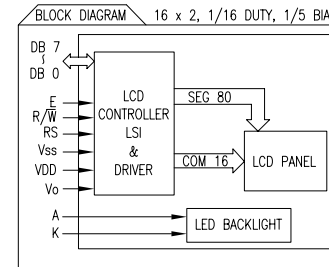 BLOCK DIAGRAM 16 x 2, 1/16 DUTY, 1/5 BIA
DB 7
~
DB 0
E
R/W̅
RS
Vss
VDD
Vo
LCD
CONTROLLER
LSI
&
DRIVER
SEG 80
COM 16
LCD PANEL
A
K
LED BACKLIGHT